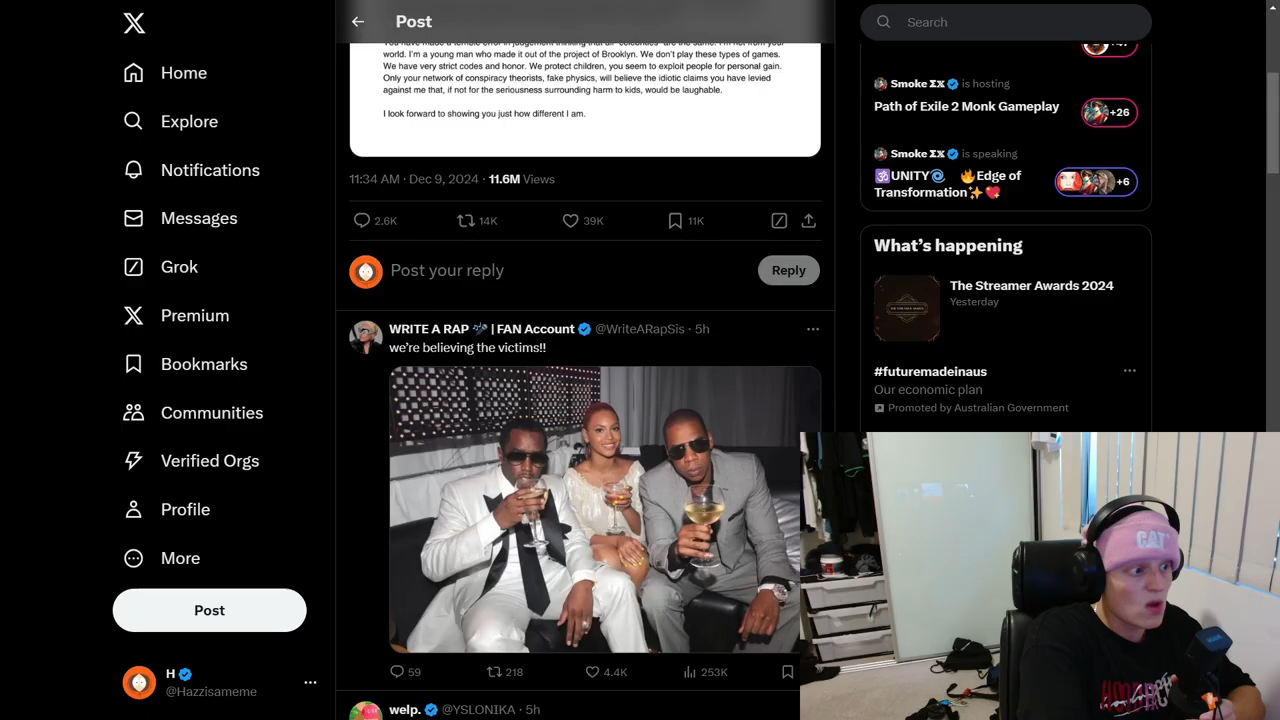 Post
You have made a terrible error in judgement thinking that all "celebrities" are the same. I'm not from your
world. I'm a young man who made it out of the project of Brooklyn. We don't play these types of games.
We have very strict codes and honor. We protect children, you seem to exploit people for personal gain.
Only your network of conspiracy theorists, fake physics, will believe the idiotic claims you have levied
against me that, if not for the seriousness surrounding harm to kids, would be laughable.
I look forward to showing you just how different I am.
11:34 AM · Dec 9, 2024 · 11.6M Views
2.6K
14K
39K
11K
Post your reply
Reply
WRITE A RAP | FAN Account @WriteARapSis · 5h
we're believing the victims!!
59
218
4.4K
253K
welp. @YSLONIKA · 5h
Home
Explore
Notifications
Messages
Grok
Premium
Bookmarks
Communities
Verified Orgs
Profile
More
Post
H
@Hazzisameme
Search
Smoke ΣX is hosting
Path of Exile 2 Monk Gameplay
+26
Smoke ΣX is speaking
🕉UNITY🌀 🔥Edge of
Transformation✨💖
+6
What's happening
The Streamer Awards 2024
Yesterday
#futuremadeinaus
Our economic plan
Promoted by Australian Government
CAT